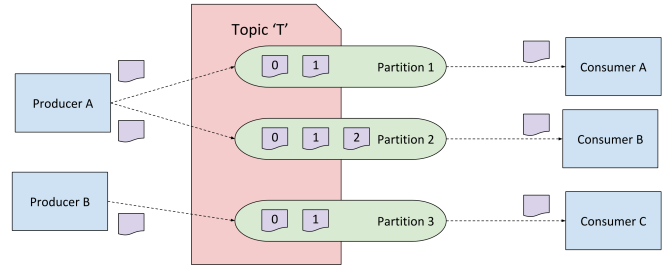 Topic ‘T’
0 1 Partition 1
Consumer A
Producer A
0 1 2 Partition 2
Consumer B
Producer B
0 1 Partition 3
Consumer C